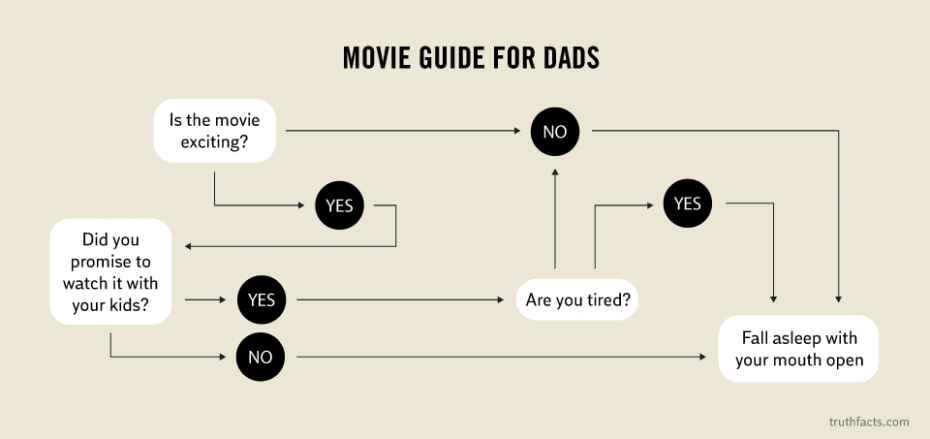 MOVIE GUIDE FOR DADS
Is the movie
exciting?
NO
YES
YES
Did you
promise to
watch it with
your kids?
YES
Are you tired?
NO
Fall asleep with
your mouth open
truthfacts.com